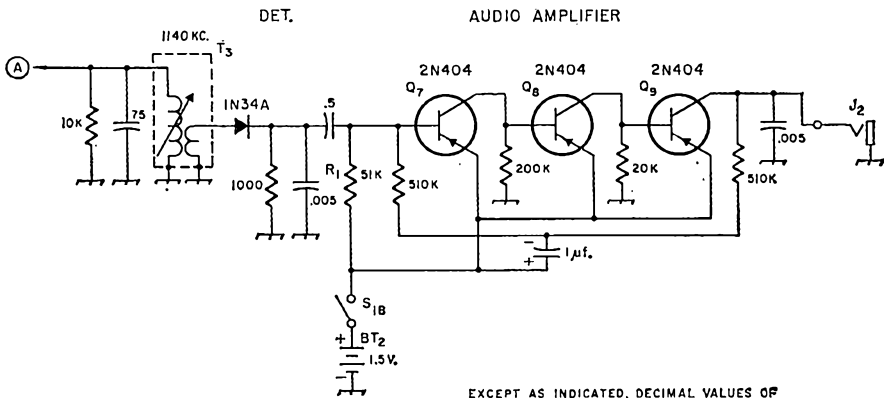 DET.
AUDIO AMPLIFIER
1140 KC.
T3
A
10K
75
1N34A
1000
.005
.5
R1
51K
510K
2N404
Q7
200K
2N404
Q8
20K
2N404
Q9
510K
.005
J2
- 
+
1µf.
S1B
+
BT2
1.5V.
-
EXCEPT AS INDICATED, DECIMAL VALUES OF